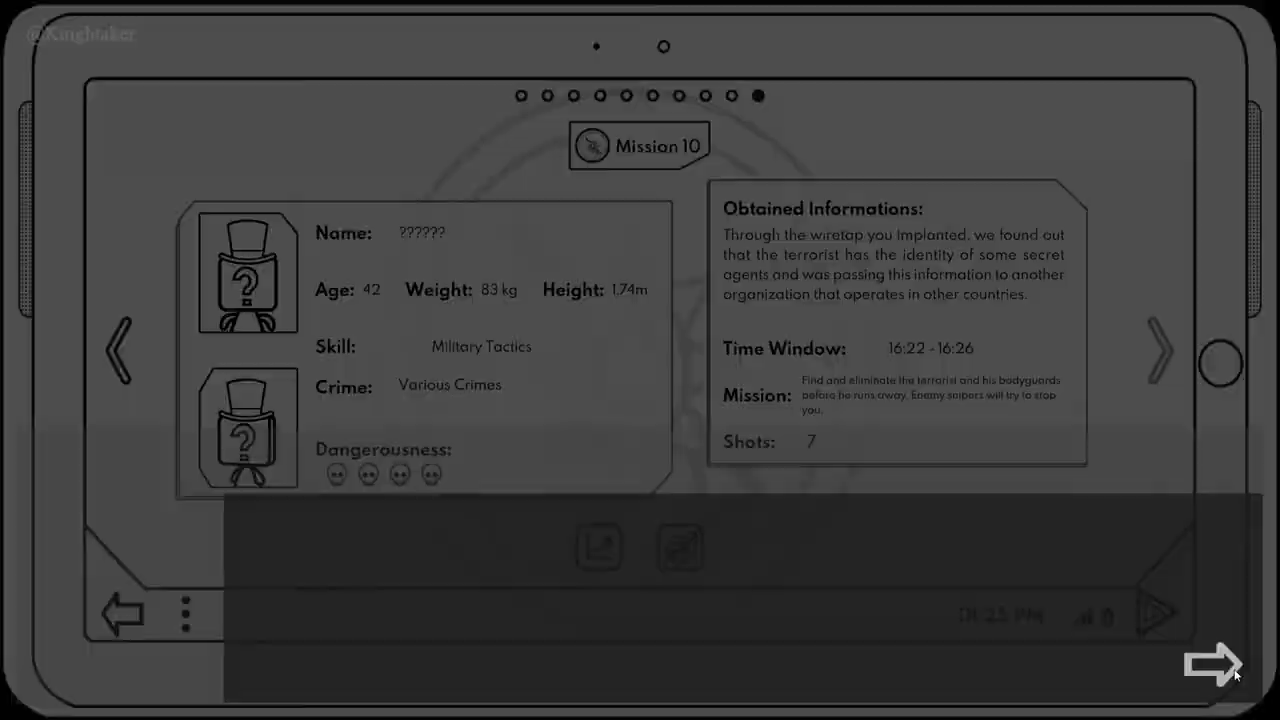 @Kinghtaker
Mission 10
Name: ??????
Age: 42 Weight: 83 kg Height: 1.74m
Skill: Military Tactics
Crime: Various Crimes
Dangerousness:
?
?
Obtained Informations:
Through the wiretap you implanted, we found out
that the terrorist has the identity of some secret
agents and was passing this information to another
organization that operates in other countries.
Time Window: 16:22 - 16:26
Mission: Find and eliminate the terrorist and his bodyguards
before he runs away. Enemy snipers will try to stop
you.
Shots: 7